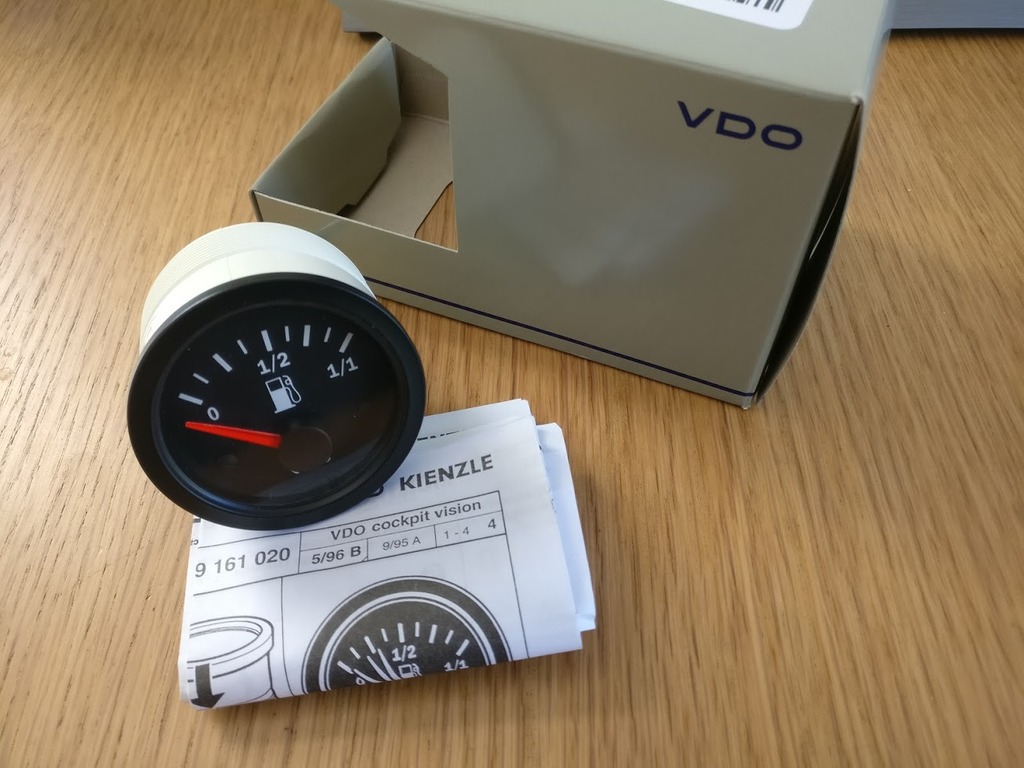 VDO
0
1/2
1/1
KIENZLE
VDO cockpit vision
9 161 020
5/96 B
9/95 A
1 - 4
4
1/2
1/1